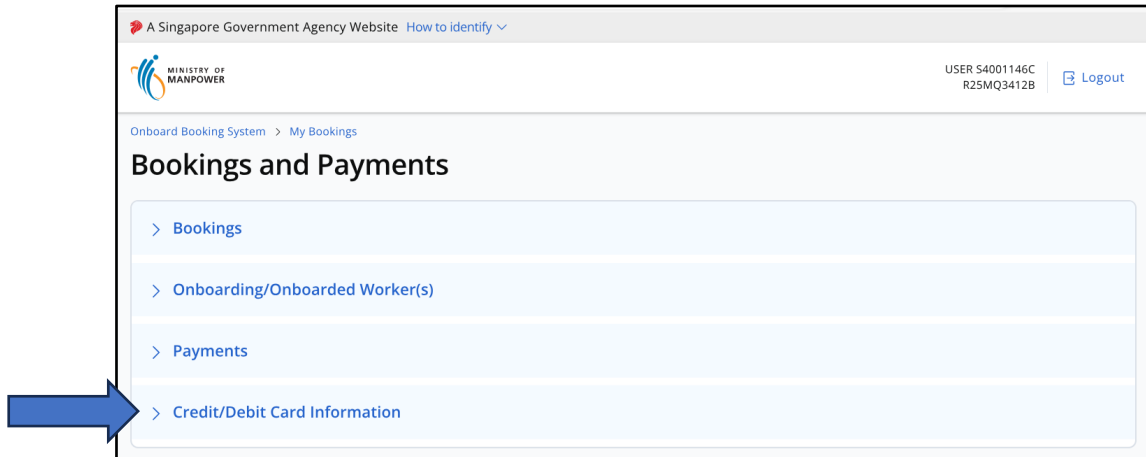 A Singapore Government Agency Website How to identify
MINISTRY OF
MANPOWER
USER S4001146C
R25MQ3412B
Logout
Onboard Booking System > My Bookings
Bookings and Payments
Bookings
Onboarding/Onboarded Worker(s)
Payments
Credit/Debit Card Information